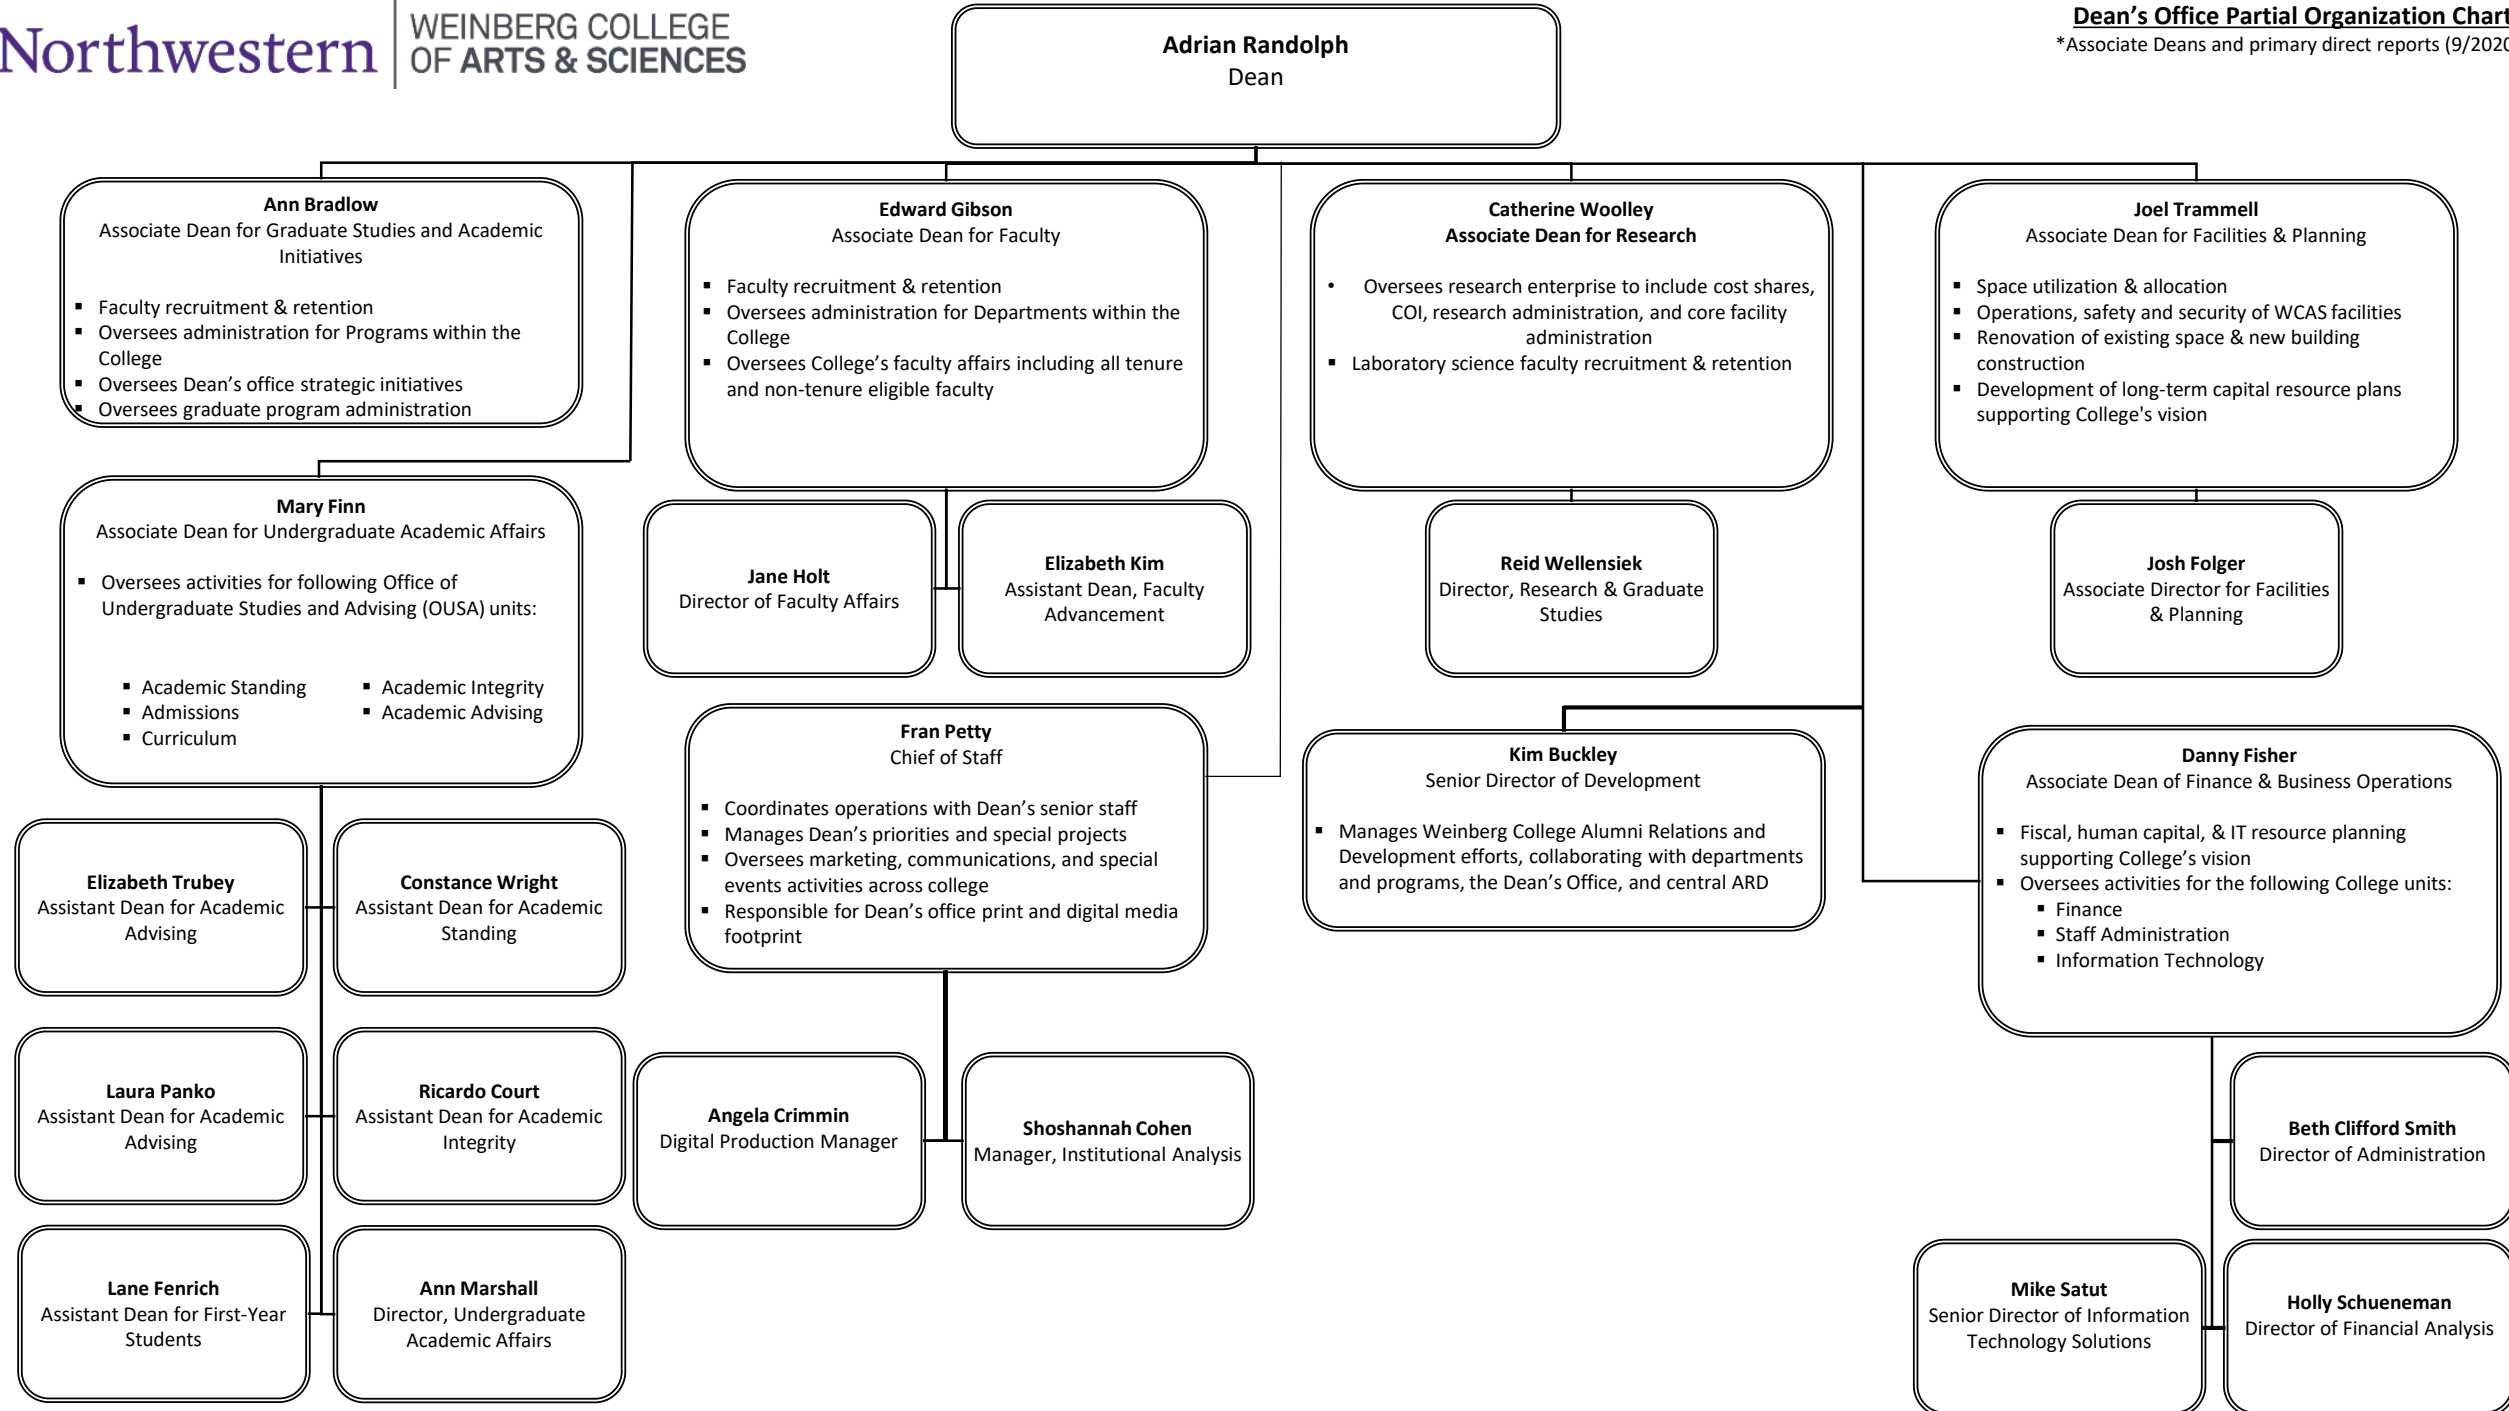 Northwestern
WEINBERG COLLEGE
OF ARTS & SCIENCES
Dean's Office Partial Organization Chart
*Associate Deans and primary direct reports (9/2020
Adrian Randolph
Dean
Ann Bradlow
Associate Dean for Graduate Studies and Academic
Initiatives
▪ Faculty recruitment & retention
▪ Oversees administration for Programs within the
College
▪ Oversees Dean's office strategic initiatives
▪ Oversees graduate program administration
Edward Gibson
Associate Dean for Faculty
▪ Faculty recruitment & retention
▪ Oversees administration for Departments within the
College
▪ Oversees College's faculty affairs including all tenure
and non-tenure eligible faculty
Catherine Woolley
Associate Dean for Research
• Oversees research enterprise to include cost shares,
COI, research administration, and core facility
administration
▪ Laboratory science faculty recruitment & retention
Joel Trammell
Associate Dean for Facilities & Planning
▪ Space utilization & allocation
▪ Operations, safety and security of WCAS facilities
▪ Renovation of existing space & new building
construction
▪ Development of long-term capital resource plans
supporting College's vision
Mary Finn
Associate Dean for Undergraduate Academic Affairs
▪ Oversees activities for following Office of
Undergraduate Studies and Advising (OUSA) units:
▪ Academic Standing
▪ Admissions
▪ Curriculum
▪ Academic Integrity
▪ Academic Advising
Jane Holt
Director of Faculty Affairs
Elizabeth Kim
Assistant Dean, Faculty
Advancement
Reid Wellensiek
Director, Research & Graduate
Studies
Josh Folger
Associate Director for Facilities
& Planning
Fran Petty
Chief of Staff
▪ Coordinates operations with Dean's senior staff
▪ Manages Dean's priorities and special projects
▪ Oversees marketing, communications, and special
events activities across college
▪ Responsible for Dean's office print and digital media
footprint
Kim Buckley
Senior Director of Development
▪ Manages Weinberg College Alumni Relations and
Development efforts, collaborating with departments
and programs, the Dean's Office, and central ARD
Danny Fisher
Associate Dean of Finance & Business Operations
▪ Fiscal, human capital, & IT resource planning
supporting College's vision
▪ Oversees activities for the following College units:
▪ Finance
▪ Staff Administration
▪ Information Technology
Elizabeth Trubey
Assistant Dean for Academic
Advising
Constance Wright
Assistant Dean for Academic
Standing
Laura Panko
Assistant Dean for Academic
Advising
Ricardo Court
Assistant Dean for Academic
Integrity
Lane Fenrich
Assistant Dean for First-Year
Students
Ann Marshall
Director, Undergraduate
Academic Affairs
Angela Crimmin
Digital Production Manager
Shoshannah Cohen
Manager, Institutional Analysis
Beth Clifford Smith
Director of Administration
Mike Satut
Senior Director of Information
Technology Solutions
Holly Schueneman
Director of Financial Analysis